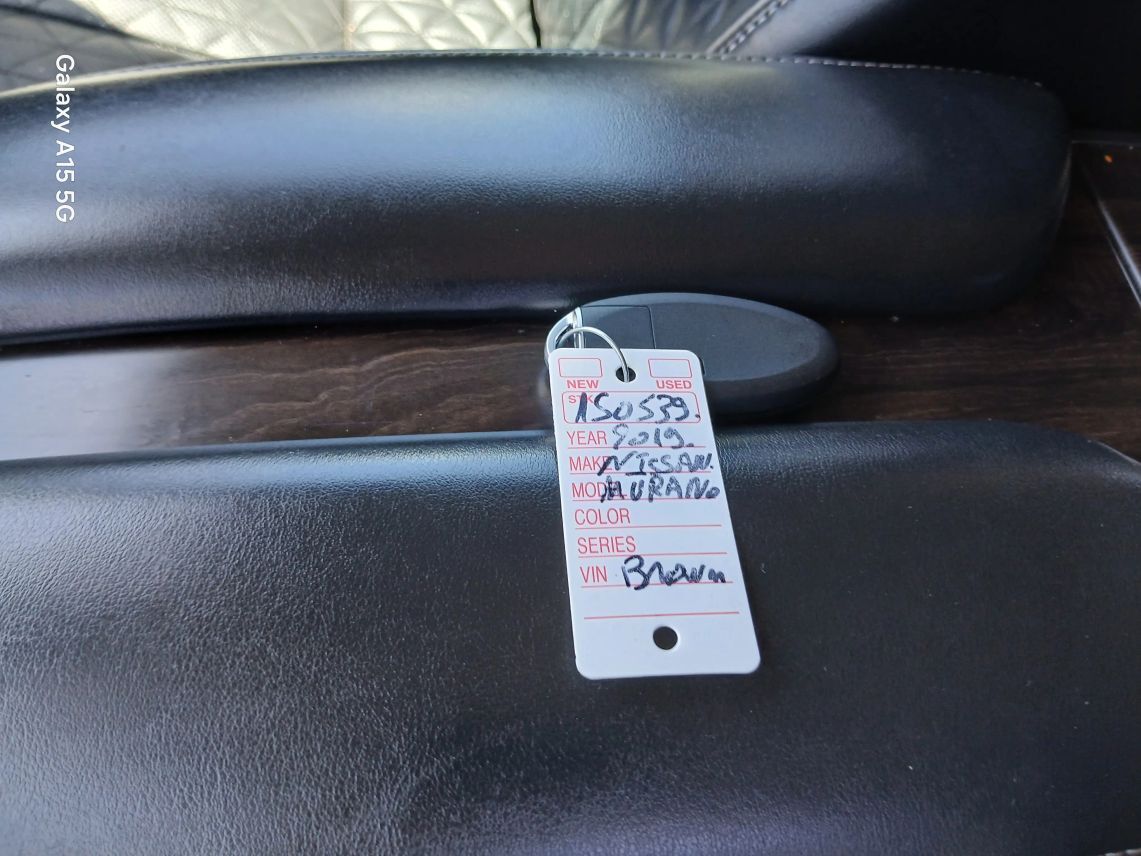 NEW USED
STK 150539.
YEAR 2019.
MAKE NISSAN.
MODEL MURANO
COLOR
SERIES
VIN Brown
Galaxy A15 5G